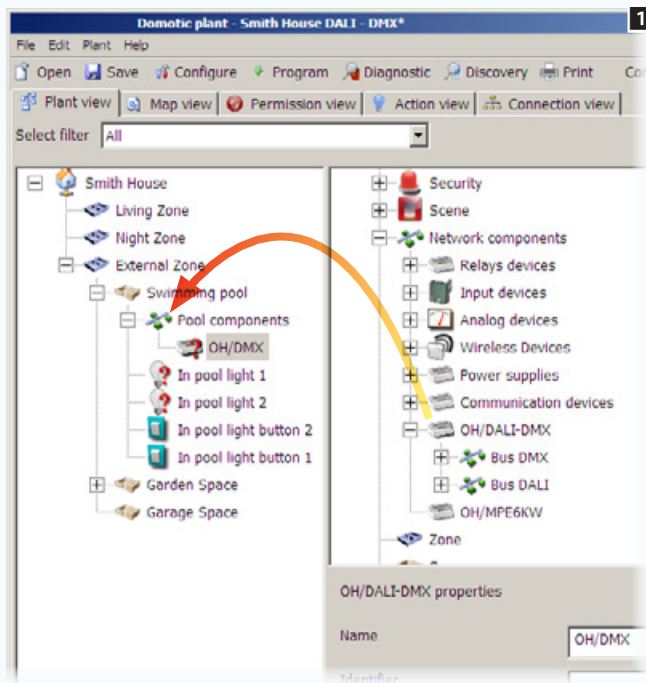 Domotic plant - Smith House DALI - DMX*
1
File Edit Plant Help
Open Save Configure Program Diagnostic Discovery Print
Plant view Map view Permission view Action view Connection view
Select filter All
Smith House
Living Zone
Night Zone
External Zone
Swimming pool
Pool components
OH/DMX
In pool light 1
In pool light 2
In pool light button 2
In pool light button 1
Garden Space
Garage Space
Security
Scene
Network components
Relays devices
Input devices
Analog devices
Wireless Devices
Power supplies
Communication devices
OH/DALI-DMX
Bus DMX
Bus DALI
OH/MPE6KW
Zone
OH/DALI-DMX properties
Name OH/DMX
Identifier